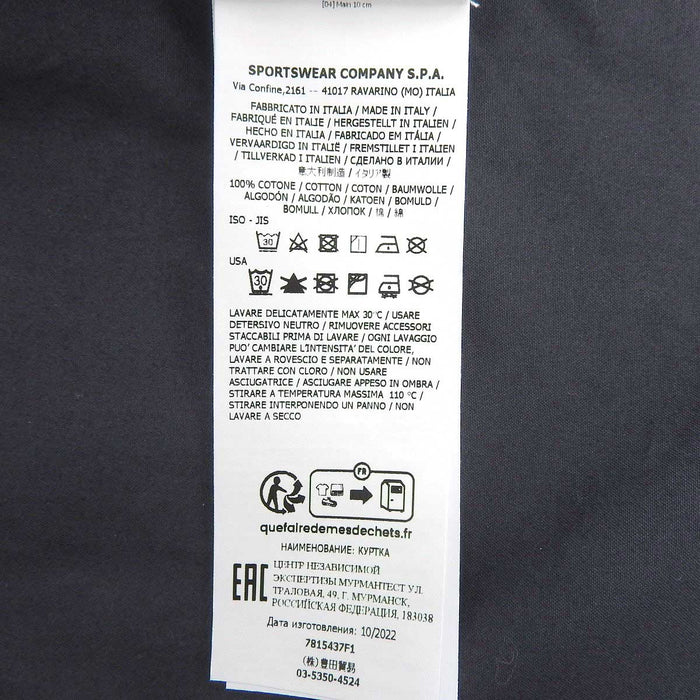 [04] Main 10 cm
SPORTSWEAR COMPANY S.P.A.
Via Confine,2161 -- 41017 RAVARINO (MO) ITALIA
FABBRICATO IN ITALIA / MADE IN ITALY /
FABRIQUÉ EN ITALIE / HERGESTELLT IN ITALIEN /
HECHO EN ITALIA / FABRICADO EM ITÁLIA /
VERVAARDIGD IN ITALIË / FREMSTILLET I ITALIEN
/ TILLVERKAD I ITALIEN / СДЕЛАНО В ИТАЛИИ /
意大利制造 / イタリア製
100% COTONE / COTTON / COTON / BAUMWOLLE /
ALGODÓN / ALGODÃO / KATOEN / BOMULD /
BOMULL / ХЛОПОК / 棉 / 綿
ISO - JIS
30
USA
30
LAVARE DELICATAMENTE MAX 30°C / USARE
DETERSIVO NEUTRO / RIMUOVERE ACCESSORI
STACCABILI PRIMA DI LAVARE / OGNI LAVAGGIO
PUO' CAMBIARE L'INTENSITA' DEL COLORE,
LAVARE A ROVESCIO E SEPARATAMENTE / NON
TRATTARE CON CLORO / NON USARE
ASCIUGATRICE / ASCIUGARE APPESO IN OMBRA /
STIRARE A TEMPERATURA MASSIMA 110 °C /
STIRARE INTERPONENDO UN PANNO / NON
LAVARE A SECCO
FR
quefairedemesdechets.fr
НАИМЕНОВАНИЕ: КУРТКА
EAC
ЦЕНТР НЕЗАВИСИМОЙ
ЭКСПЕРТИЗЫ МУРМАНТЕСТ УЛ.
ТРАЛОВАЯ, 49, Г. МУРМАНСК,
РОССИЙСКАЯ ФЕДЕРАЦИЯ, 183038
Дата изготовления: 10/2022
7815437F1
(株)豊田貿易
03-5350-4524